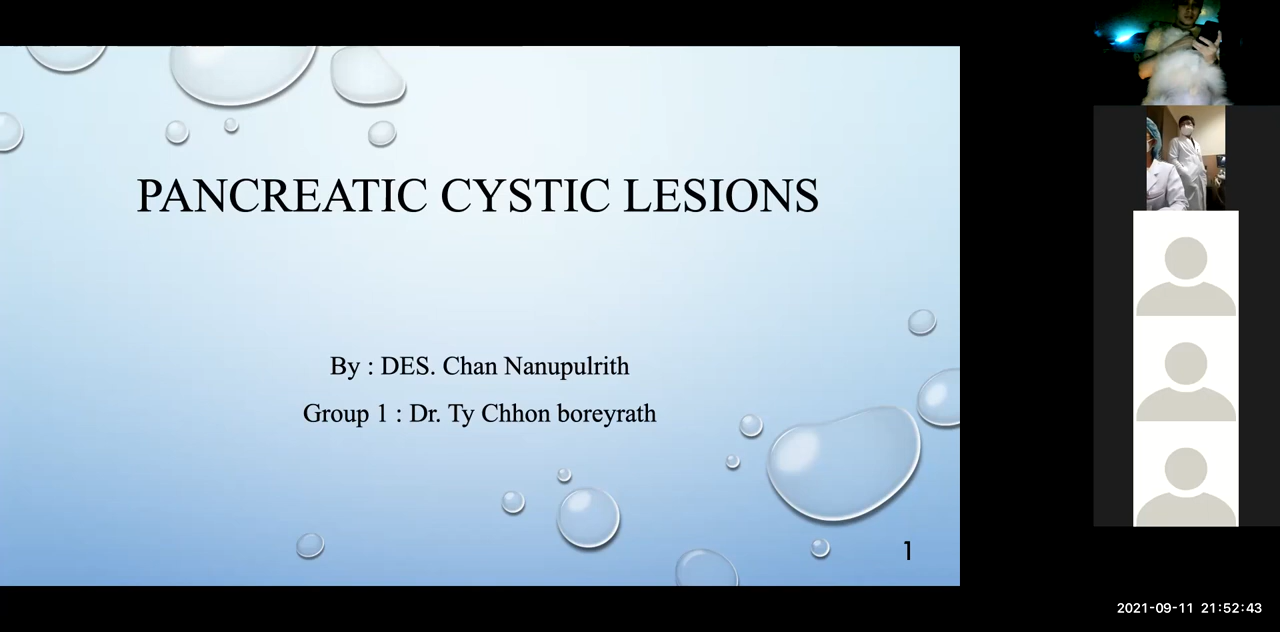 PANCREATIC CYSTIC LESIONS
By : DES. Chan Nanupulrith
Group 1 : Dr. Ty Chhon boreyrath
1
2021-09-11 21:52:43